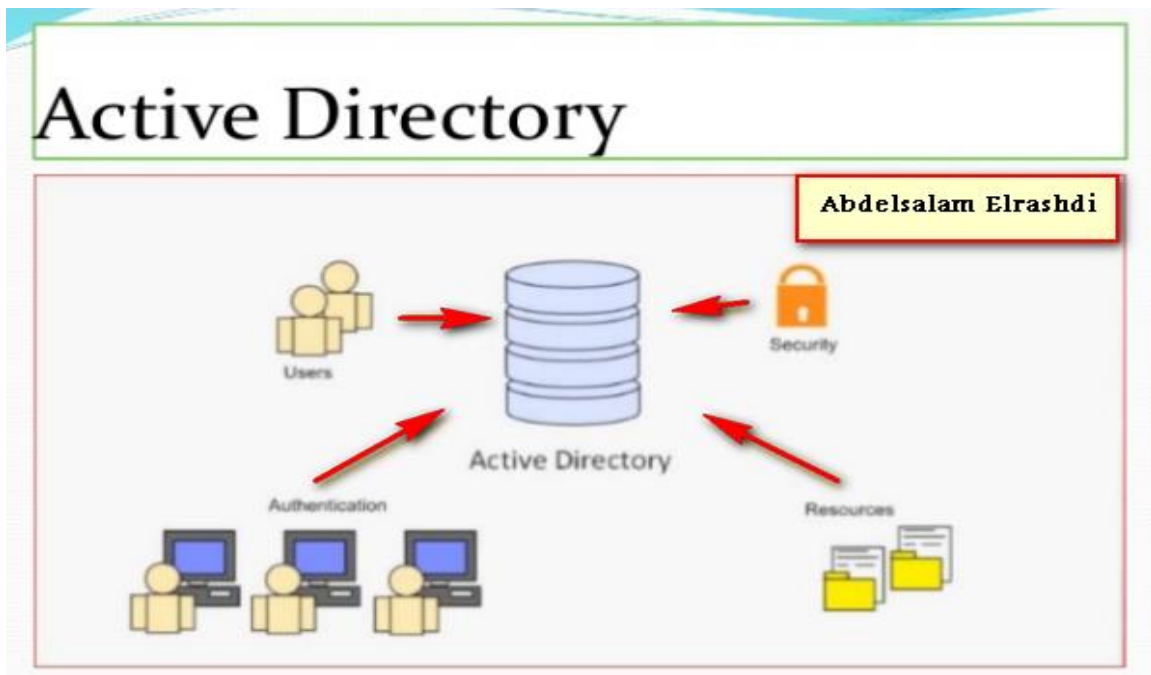 Active Directory
Abdelsalam Elrashdi
Users
Security
Active Directory
Authentication
Resources